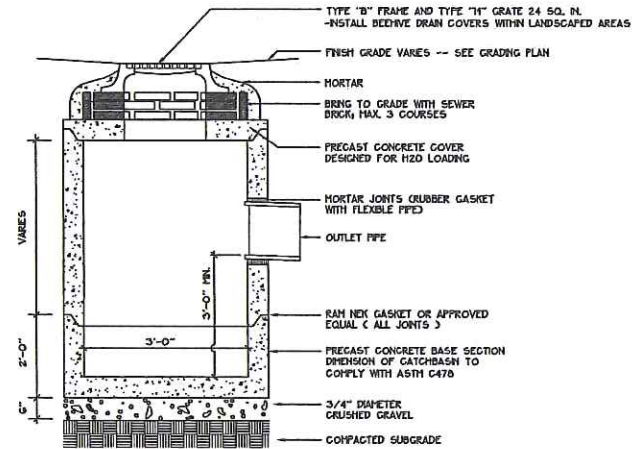 TYPE "B" FRAME AND TYPE "M" GRATE 24 SQ. IN.
-INSTALL BEEHIVE DRAIN COVERS WITHIN LANDSCAPED AREAS
FINISH GRADE VARIES -- SEE GRADING PLAN
MORTAR
BRING TO GRADE WITH SEWER
BRICK, MAX. 3 COURSES
PRECAST CONCRETE COVER
DESIGNED FOR H20 LOADING
MORTAR JOINTS (RUBBER GASKET
WITH FLEXIBLE PIPE)
OUTLET PIPE
VARIES
3'-0" MIN.
RAM NEK GASKET OR APPROVED
EQUAL ( ALL JOINTS )
3'-0"
2'-0"
PRECAST CONCRETE BASE SECTION
DIMENSION OF CATCHBASIN TO
COMPLY WITH ASTM C478
3/4" DIAMETER
CRUSHED GRAVEL
6"
COMPACTED SUBGRADE